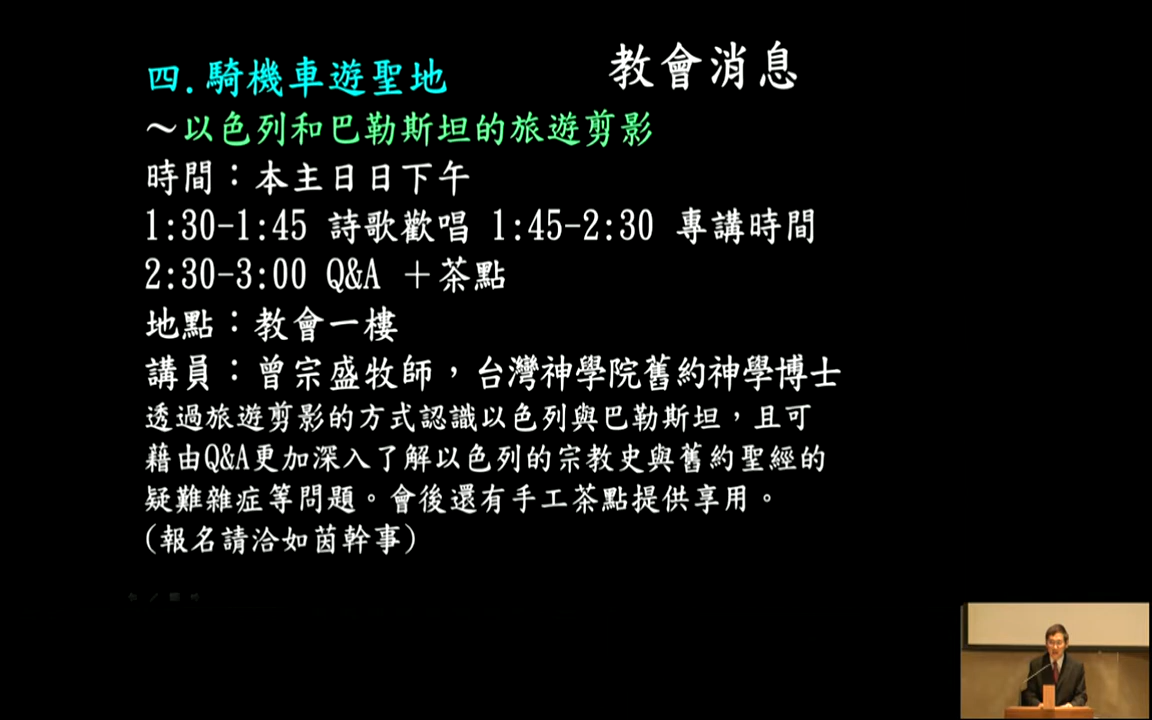 教會消息
四.騎機車遊聖地
～以色列和巴勒斯坦的旅遊剪影
時間：本主日日下午
1:30-1:45 詩歌歡唱 1:45-2:30 專講時間
2:30-3:00 Q&A ＋茶點
地點：教會一樓
講員：曾宗盛牧師，台灣神學院舊約神學博士
透過旅遊剪影的方式認識以色列與巴勒斯坦，且可
藉由Q&A更加深入了解以色列的宗教史與舊約聖經的
疑難雜症等問題。會後還有手工茶點提供享用。
(報名請洽如茵幹事)